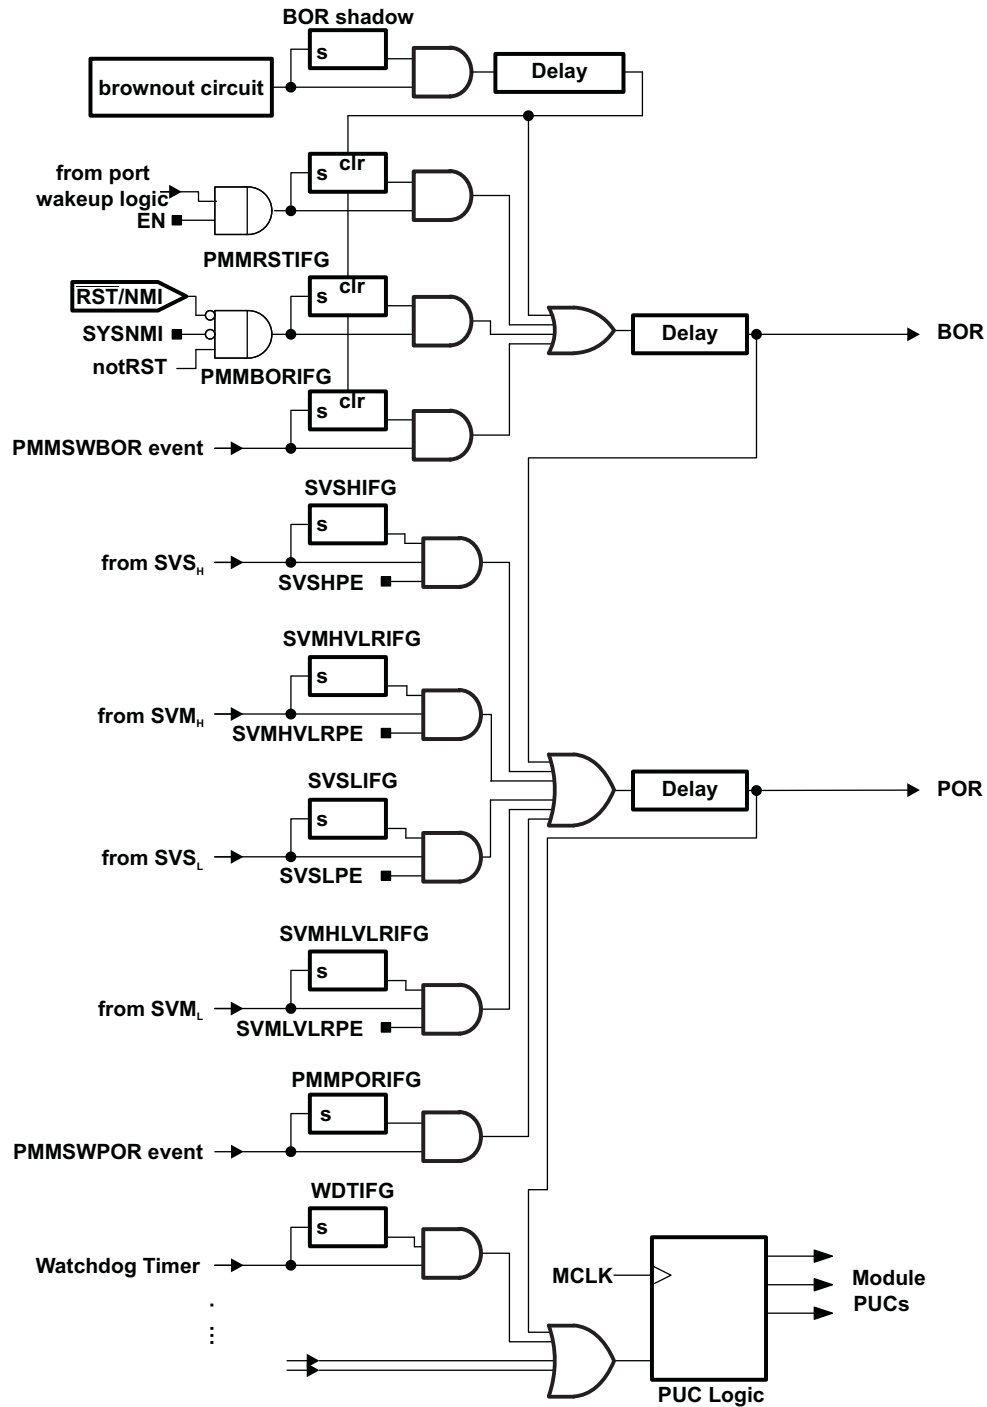 BOR shadow
s
brownout circuit
Delay
clr
s
from port
wakeup logic
EN
PMMRSTIFG
clr
s
RST/NMI
SYSNMI
notRST
Delay
BOR
PMMBORIFG
clr
s
PMMSWBOR event
SVSHIFG
s
from SVSH
SVSHPE
SVMHVLRIFG
s
from SVMH
SVMHVLRPE
SVSLIFG
Delay
POR
s
from SVSL
SVSLPE
SVMHLVLRIFG
s
from SVML
SVMLVLRPE
PMMPORIFG
s
PMMSWPOR event
WDTIFG
s
Watchdog Timer
MCLK
Module
PUCs
PUC Logic